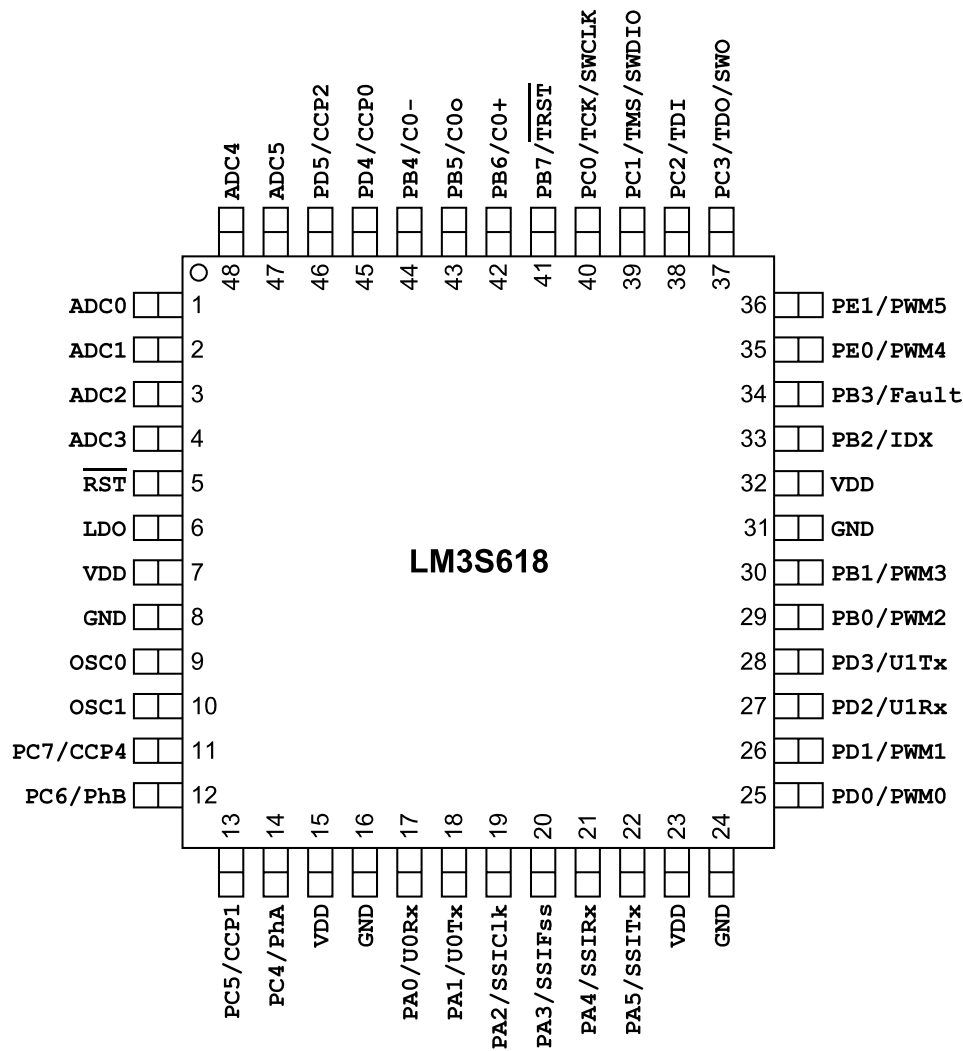 ADC4
ADC5
PD5/CCP2
PD4/CCP0
PB4/C0-
PB5/C0o
PB6/C0+
PB7/TRST
PC0/TCK/SWCLK
PC1/TMS/SWDIO
PC2/TDI
PC3/TDO/SWO
48
47
46
45
44
43
42
41
40
39
38
37
ADC0 1
ADC1 2
ADC2 3
ADC3 4
RST 5
LDO 6
VDD 7
GND 8
OSC0 9
OSC1 10
PC7/CCP4 11
PC6/PhB 12
LM3S618
36 PE1/PWM5
35 PE0/PWM4
34 PB3/Fault
33 PB2/IDX
32 VDD
31 GND
30 PB1/PWM3
29 PB0/PWM2
28 PD3/U1Tx
27 PD2/U1Rx
26 PD1/PWM1
25 PD0/PWM0
13
14
15
16
17
18
19
20
21
22
23
24
PC5/CCP1
PC4/PhA
VDD
GND
PA0/U0Rx
PA1/U0Tx
PA2/SSIClk
PA3/SSIFss
PA4/SSIRx
PA5/SSITx
VDD
GND